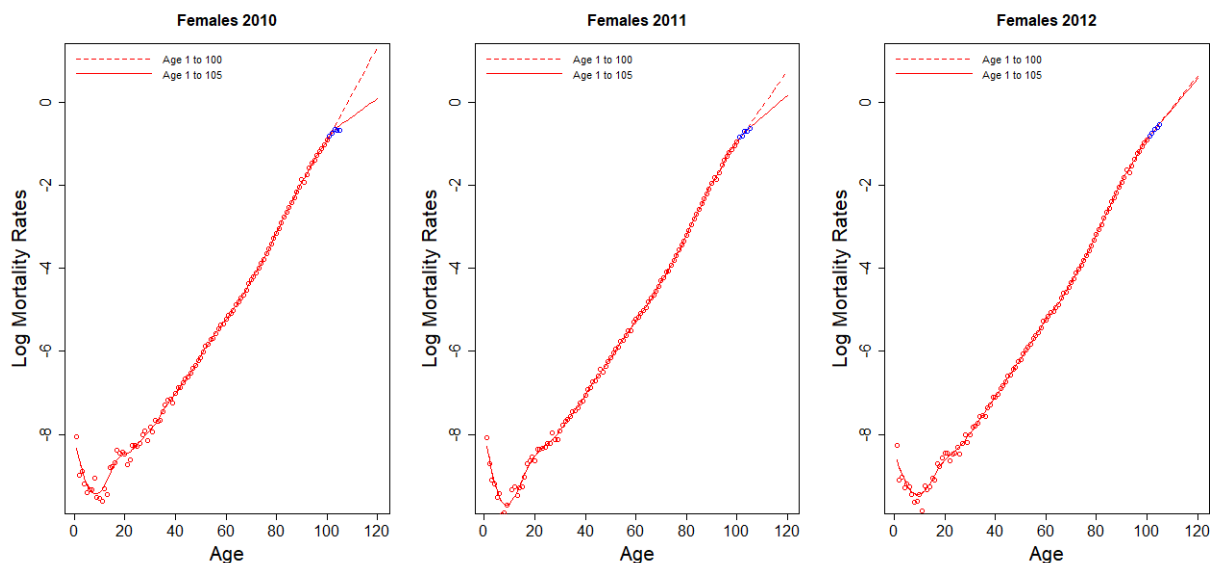 Females 2010
Age 1 to 100
Age 1 to 105
Log Mortality Rates
0
-2
-4
-6
-8
0 20 40 60 80 100 120
Age
Females 2011
Age 1 to 100
Age 1 to 105
Log Mortality Rates
0
-2
-4
-6
-8
0 20 40 60 80 100 120
Age
Females 2012
Age 1 to 100
Age 1 to 105
Log Mortality Rates
0
-2
-4
-6
-8
0 20 40 60 80 100 120
Age